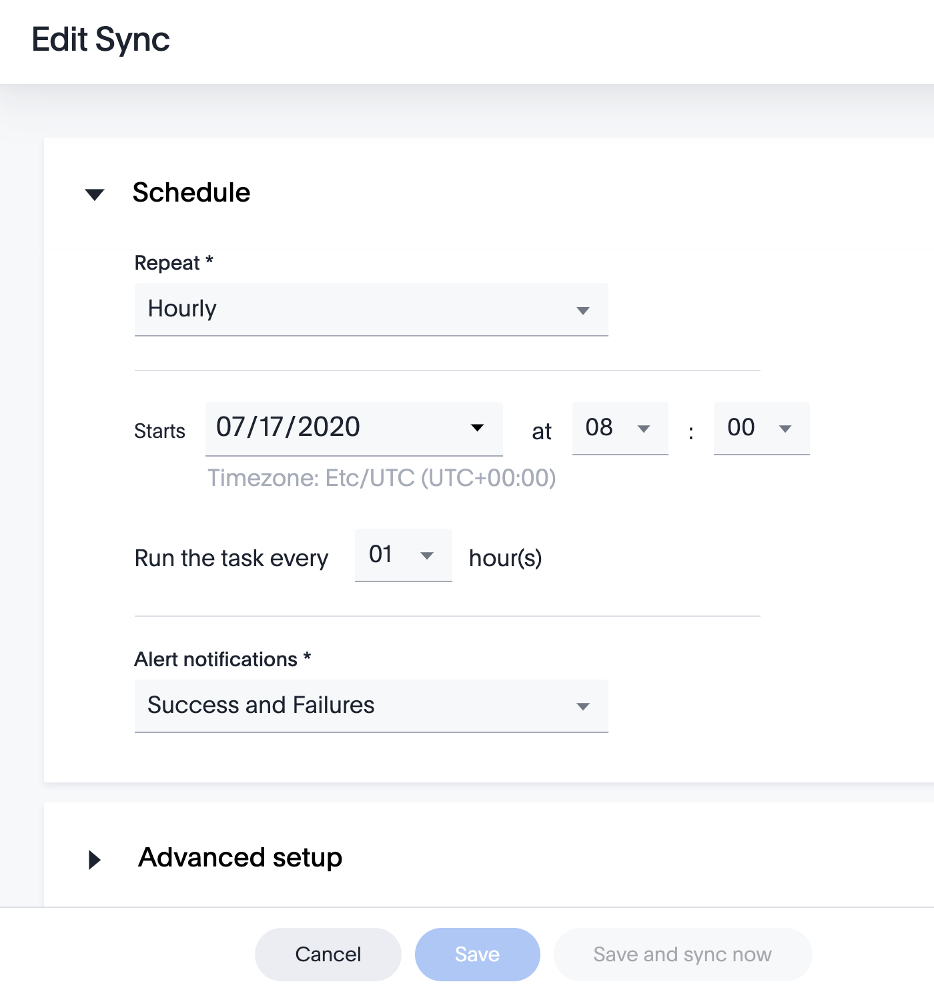 Edit Sync
Schedule
Repeat *
Hourly
Starts 07/17/2020 at 08 : 00
Timezone: Etc/UTC (UTC+00:00)
Run the task every 01 hour(s)
Alert notifications *
Success and Failures
Advanced setup
Cancel Save Save and sync now